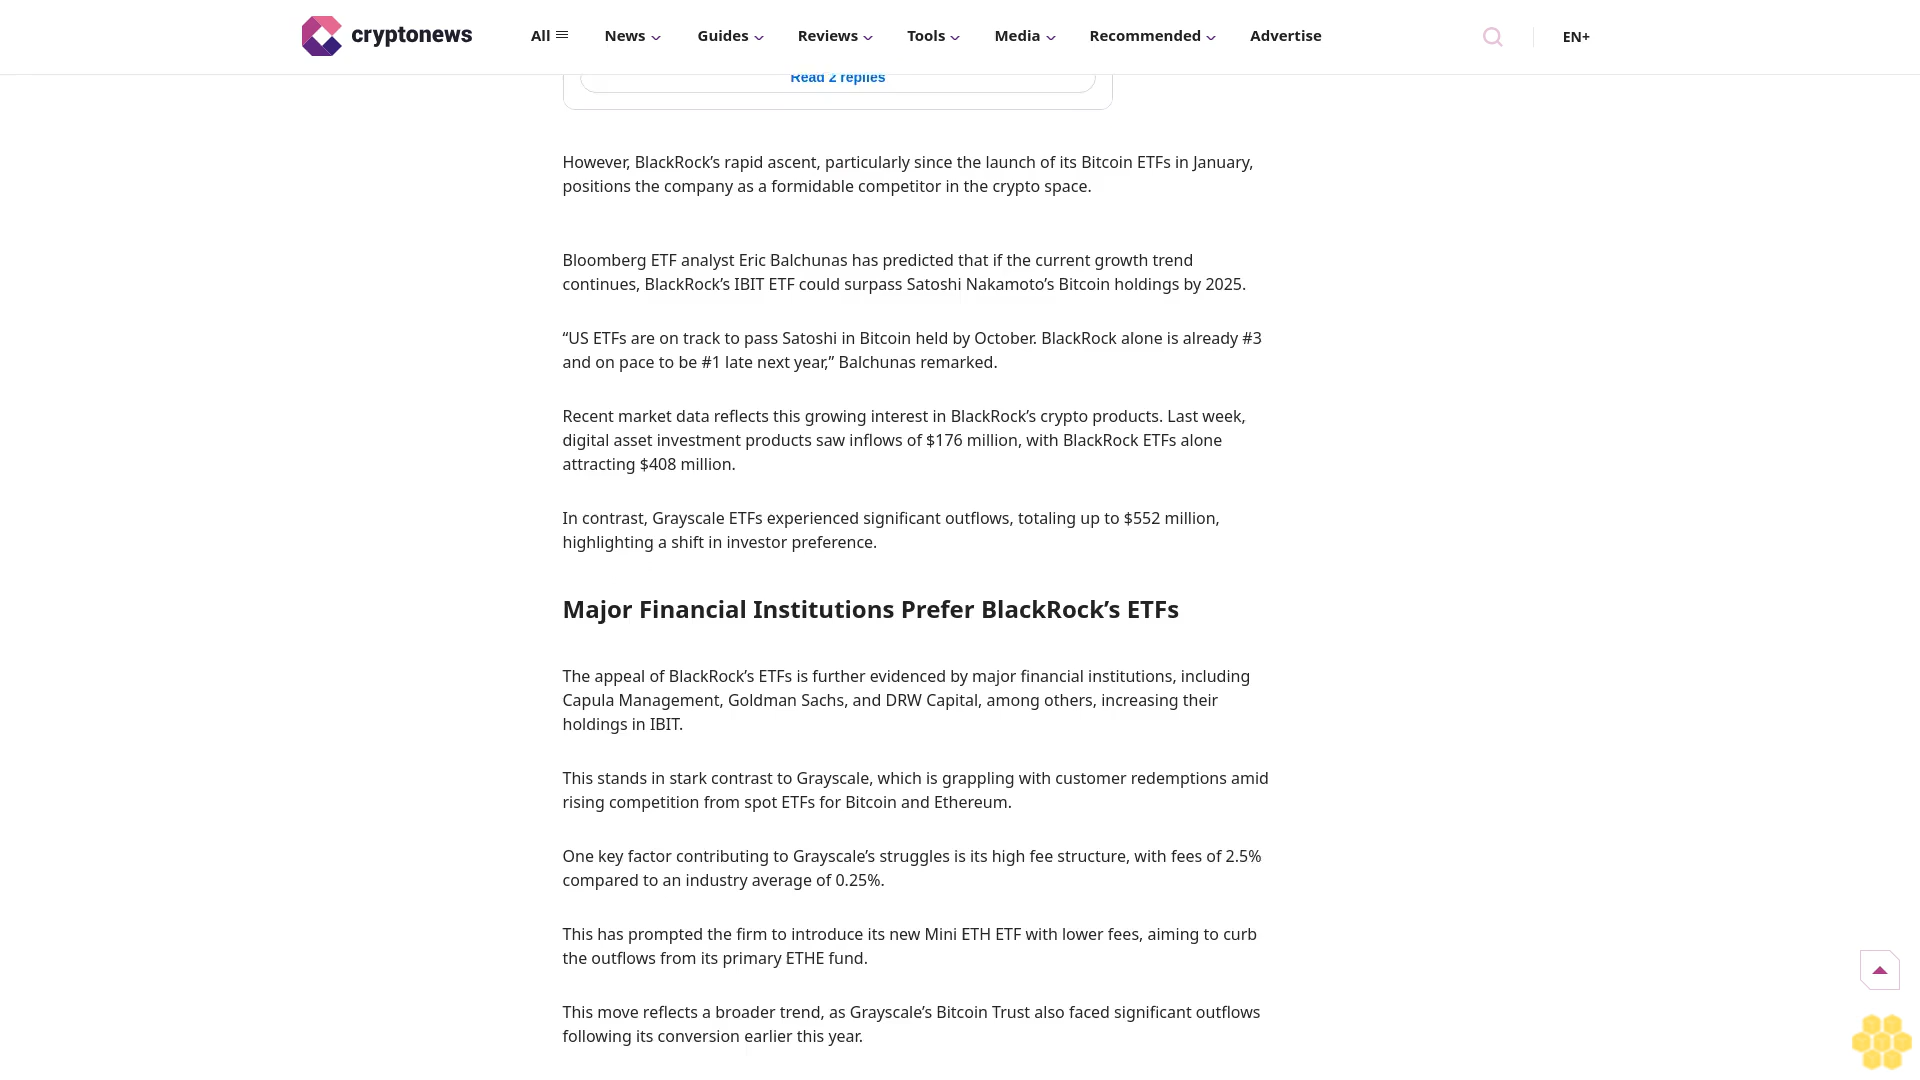 cryptonews
All
News
Guides
Reviews
Tools
Media
Recommended
Advertise
EN+
Read 2 replies
However, BlackRock’s rapid ascent, particularly since the launch of its Bitcoin ETFs in January,
positions the company as a formidable competitor in the crypto space.
Bloomberg ETF analyst Eric Balchunas has predicted that if the current growth trend
continues, BlackRock’s IBIT ETF could surpass Satoshi Nakamoto’s Bitcoin holdings by 2025.
“US ETFs are on track to pass Satoshi in Bitcoin held by October. BlackRock alone is already #3
and on pace to be #1 late next year,” Balchunas remarked.
Recent market data reflects this growing interest in BlackRock’s crypto products. Last week,
digital asset investment products saw inflows of $176 million, with BlackRock ETFs alone
attracting $408 million.
In contrast, Grayscale ETFs experienced significant outflows, totaling up to $552 million,
highlighting a shift in investor preference.
Major Financial Institutions Prefer BlackRock’s ETFs
The appeal of BlackRock’s ETFs is further evidenced by major financial institutions, including
Capula Management, Goldman Sachs, and DRW Capital, among others, increasing their
holdings in IBIT.
This stands in stark contrast to Grayscale, which is grappling with customer redemptions amid
rising competition from spot ETFs for Bitcoin and Ethereum.
One key factor contributing to Grayscale’s struggles is its high fee structure, with fees of 2.5%
compared to an industry average of 0.25%.
This has prompted the firm to introduce its new Mini ETH ETF with lower fees, aiming to curb
the outflows from its primary ETHE fund.
This move reflects a broader trend, as Grayscale’s Bitcoin Trust also faced significant outflows
following its conversion earlier this year.